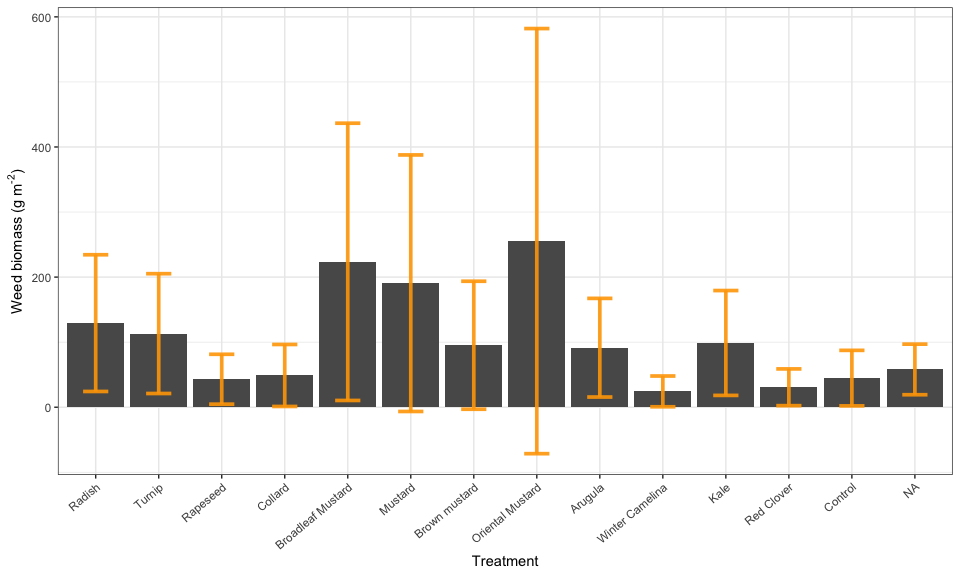 600
400
200
0
Weed biomass (g m⁻²)
Radish
Turnip
Rapeseed
Collard
Broadleaf Mustard
Mustard
Brown mustard
Oriental Mustard
Arugula
Winter Camelina
Kale
Red Clover
Control
NA
Treatment